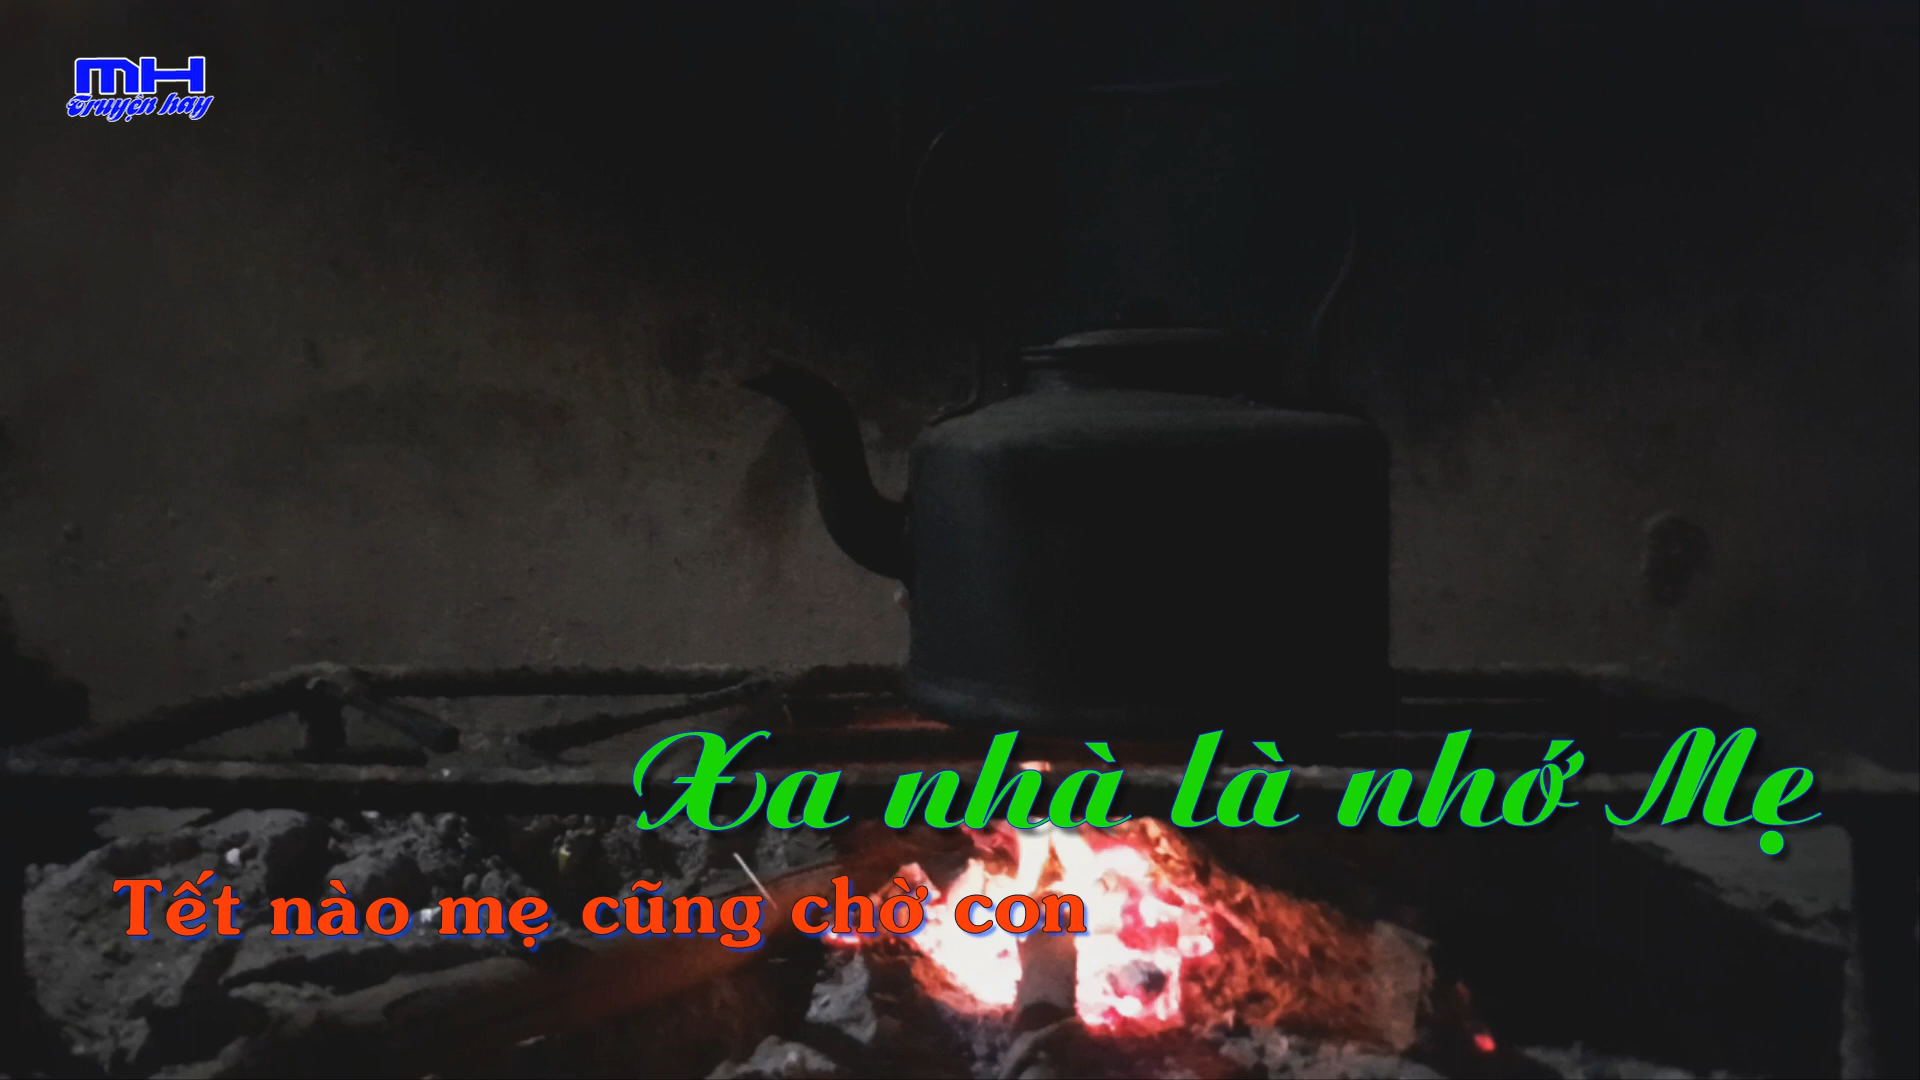 MH
Truyện hay
Xa nhà là nhớ Mẹ
Tết nào mẹ cũng chờ con